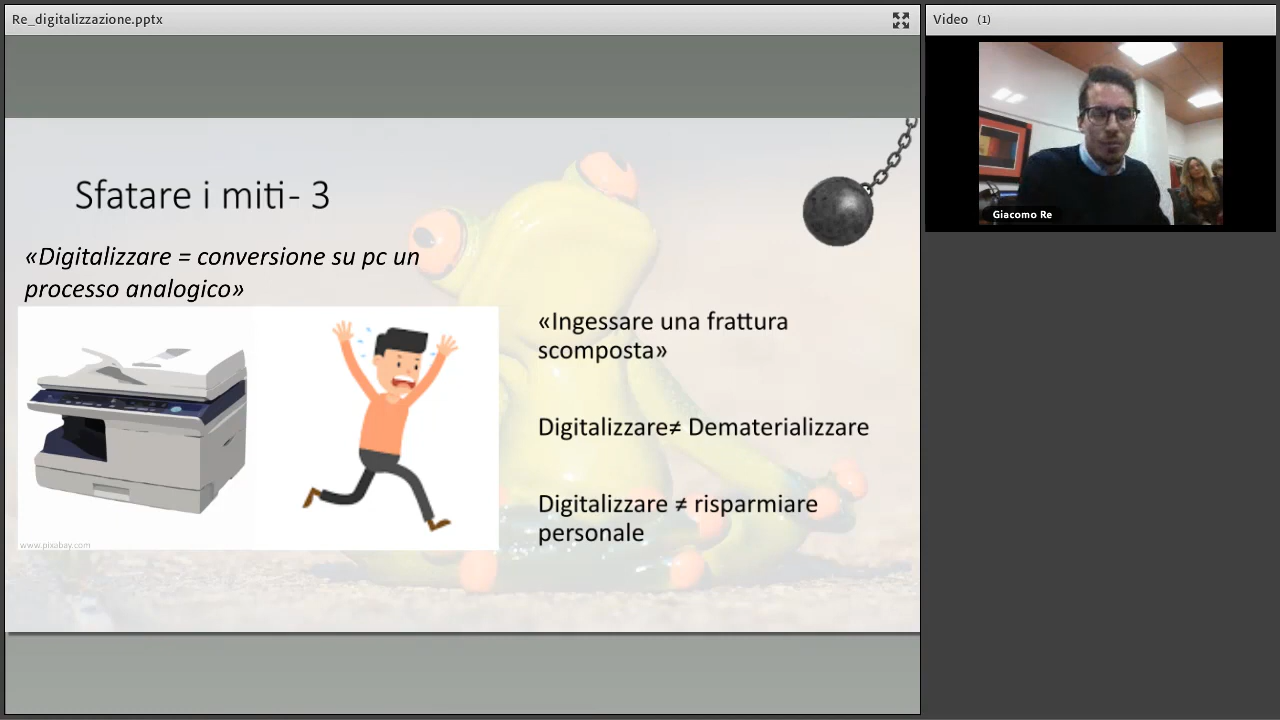 Re_digitalizzazione.pptx
Video (1)
Giacomo Re
Sfatare i miti- 3
«Digitalizzare = conversione su pc un
processo analogico»
«Ingessare una frattura
scomposta»
Digitalizzare≠ Dematerializzare
Digitalizzare ≠ risparmiare
personale
www.pixabay.com